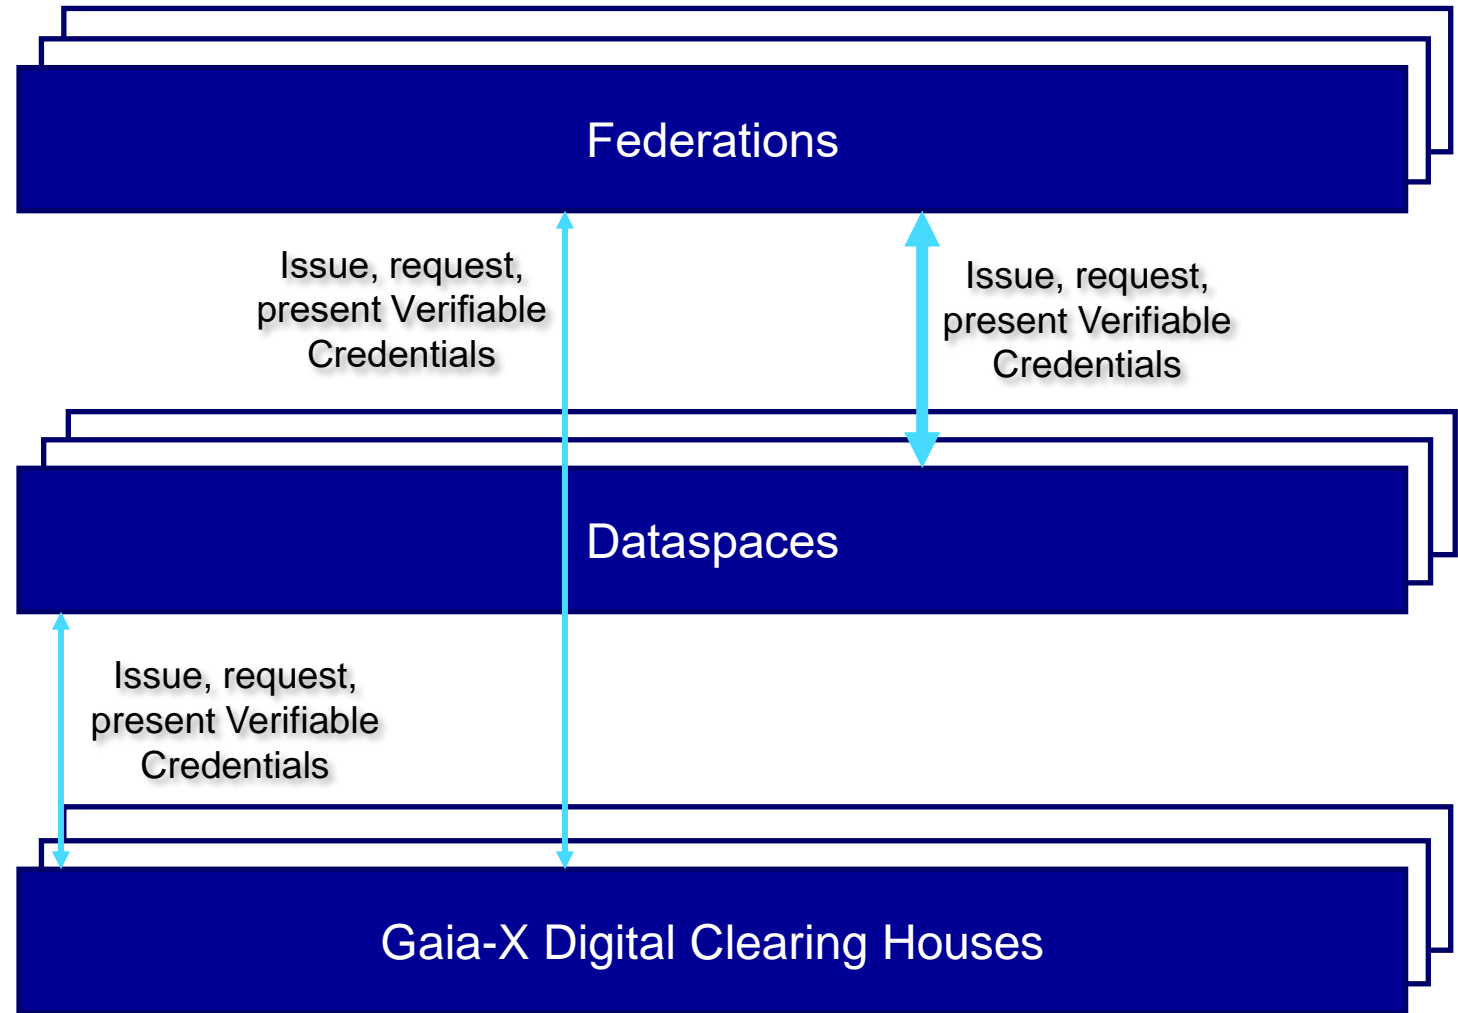 Federations
Issue, request,
present Verifiable
Credentials
Issue, request,
present Verifiable
Credentials
Dataspaces
Issue, request,
present Verifiable
Credentials
Gaia-X Digital Clearing Houses